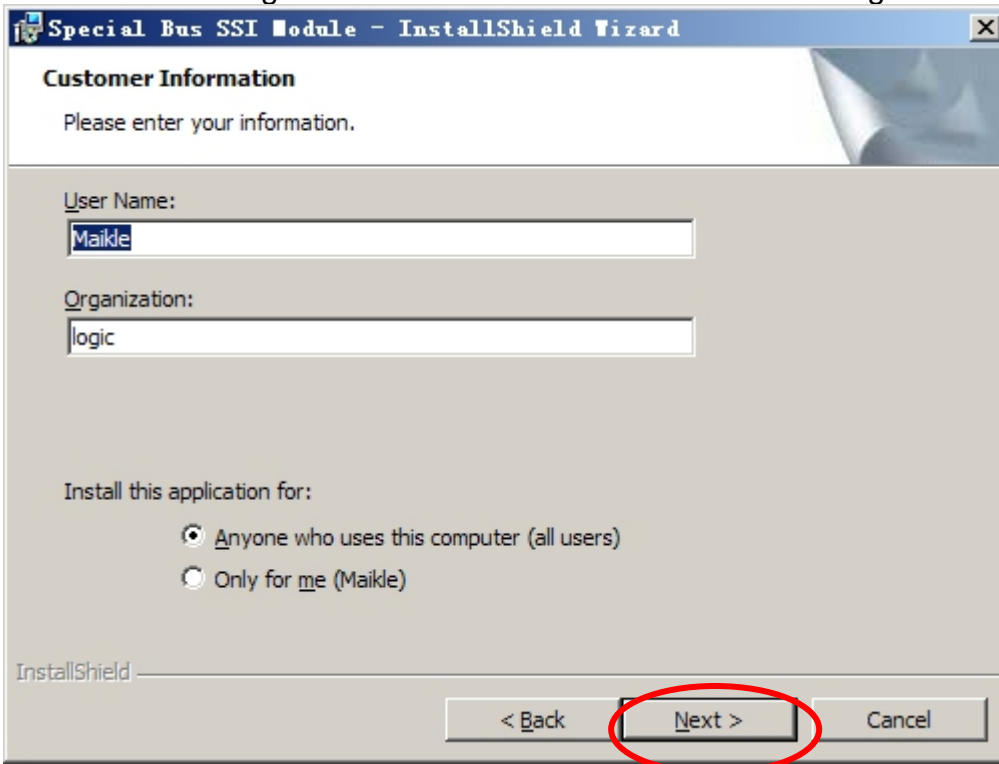 Special Bus SSI Module - InstallShield Wizard
Customer Information
Please enter your information.
User Name:
Maikle
Organization:
logic
Install this application for:
Anyone who uses this computer (all users)
Only for me (Maikle)
InstallShield
< Back Next > Cancel